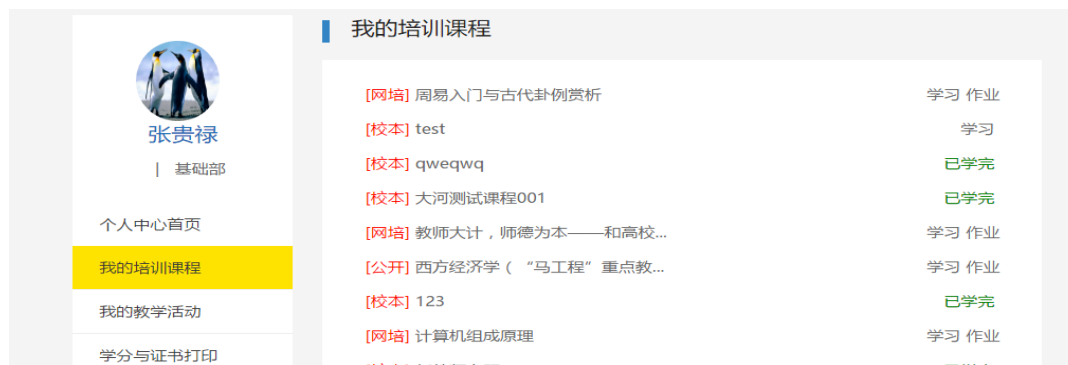 张贵禄
| 基础部
个人中心首页
我的培训课程
我的教学活动
学分与证书打印
我的培训课程
[网培] 周易入门与古代卦例赏析 学习 作业
[校本] test 学习
[校本] qweqwq 已学完
[校本] 大河测试课程001 已学完
[网培] 教师大计，师德为本——和高校... 学习 作业
[公开] 西方经济学（ “马工程”重点教... 学习 作业
[校本] 123 已学完
[网培] 计算机组成原理 学习 作业